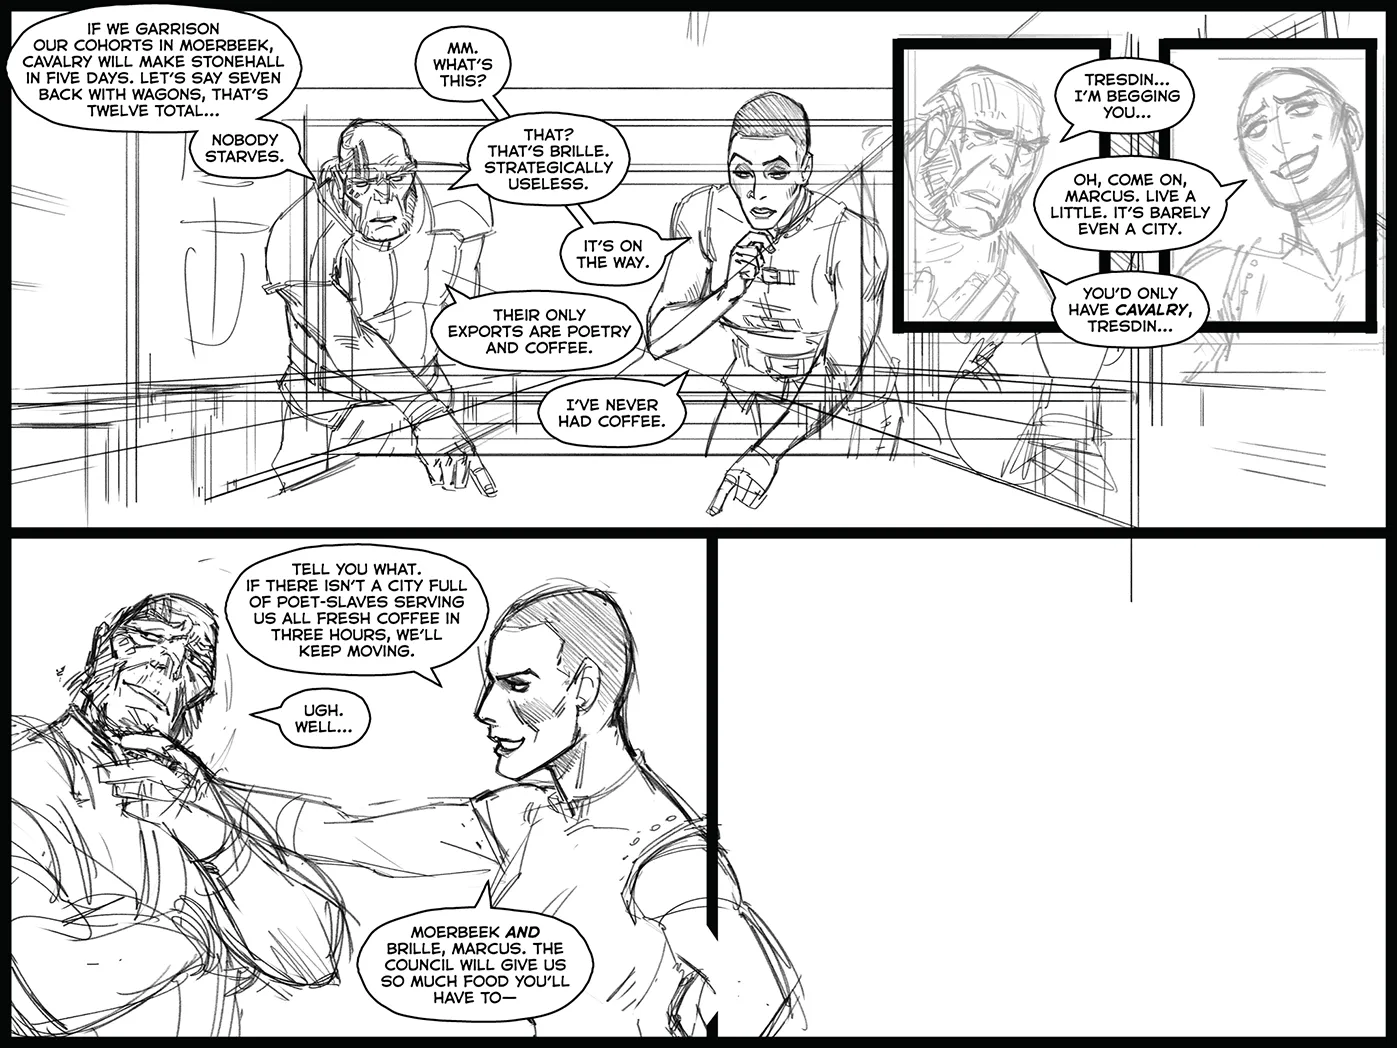 IF WE GARRISON
OUR COHORTS IN MOERBEEK,
CAVALRY WILL MAKE STONEHALL
IN FIVE DAYS. LET'S SAY SEVEN
BACK WITH WAGONS, THAT'S
TWELVE TOTAL...
NOBODY
STARVES.
MM.
WHAT'S
THIS?
THAT?
THAT'S BRILLE.
STRATEGICALLY
USELESS.
IT'S ON
THE WAY.
THEIR ONLY
EXPORTS ARE POETRY
AND COFFEE.
I'VE NEVER
HAD COFFEE.
TRESDIN...
I'M BEGGING
YOU...
OH, COME ON,
MARCUS. LIVE A
LITTLE. IT'S BARELY
EVEN A CITY.
YOU'D ONLY
HAVE CAVALRY,
TRESDIN...
TELL YOU WHAT.
IF THERE ISN'T A CITY FULL
OF POET-SLAVES SERVING
US ALL FRESH COFFEE IN
THREE HOURS, WE'LL
KEEP MOVING.
UGH.
WELL...
MOERBEEK AND
BRILLE, MARCUS. THE
COUNCIL WILL GIVE US
SO MUCH FOOD YOU'LL
HAVE TO—